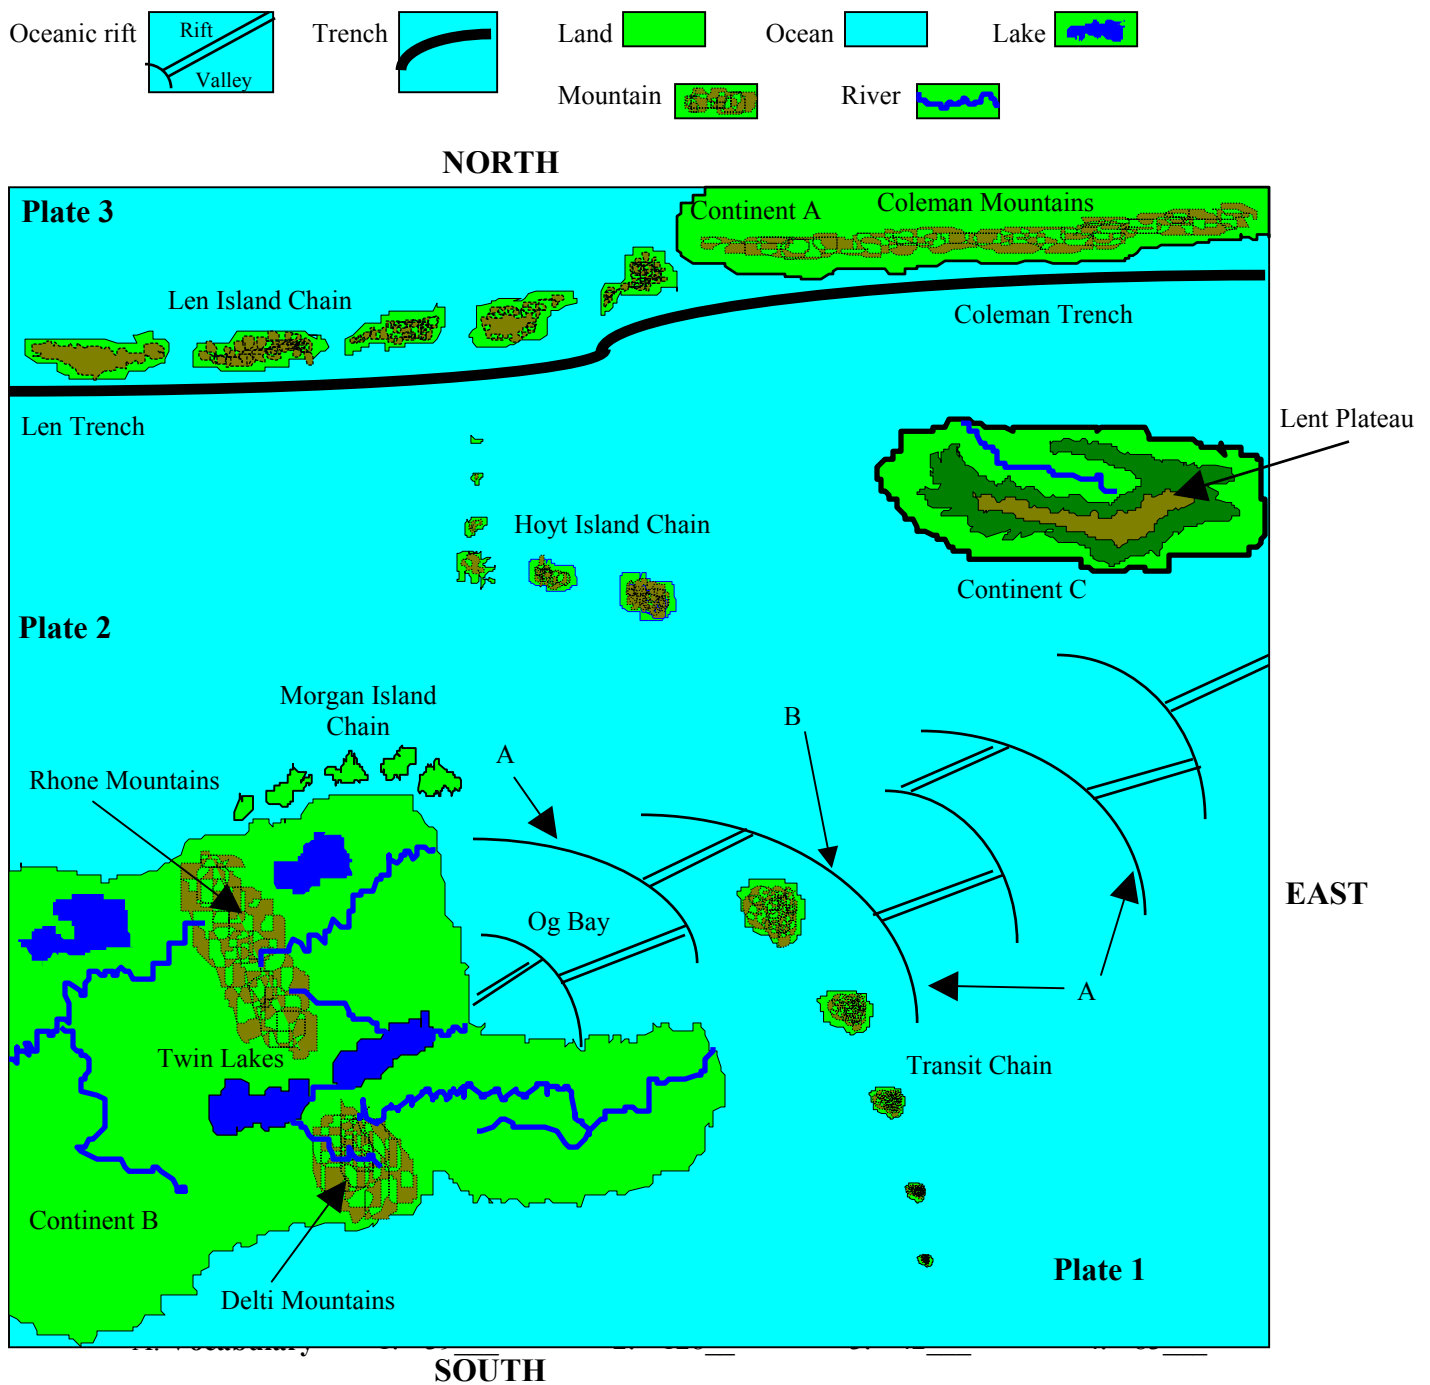 Oceanic rift
Rift
Valley
Trench
Land
Ocean
Lake
Mountain
River
NORTH
Plate 3
Continent A
Coleman Mountains
Len Island Chain
Coleman Trench
Len Trench
Lent Plateau
Hoyt Island Chain
Continent C
Plate 2
Morgan Island
Chain
B
A
Rhone Mountains
EAST
Og Bay
A
Twin Lakes
Transit Chain
Continent B
Plate 1
Delti Mountains
SOUTH